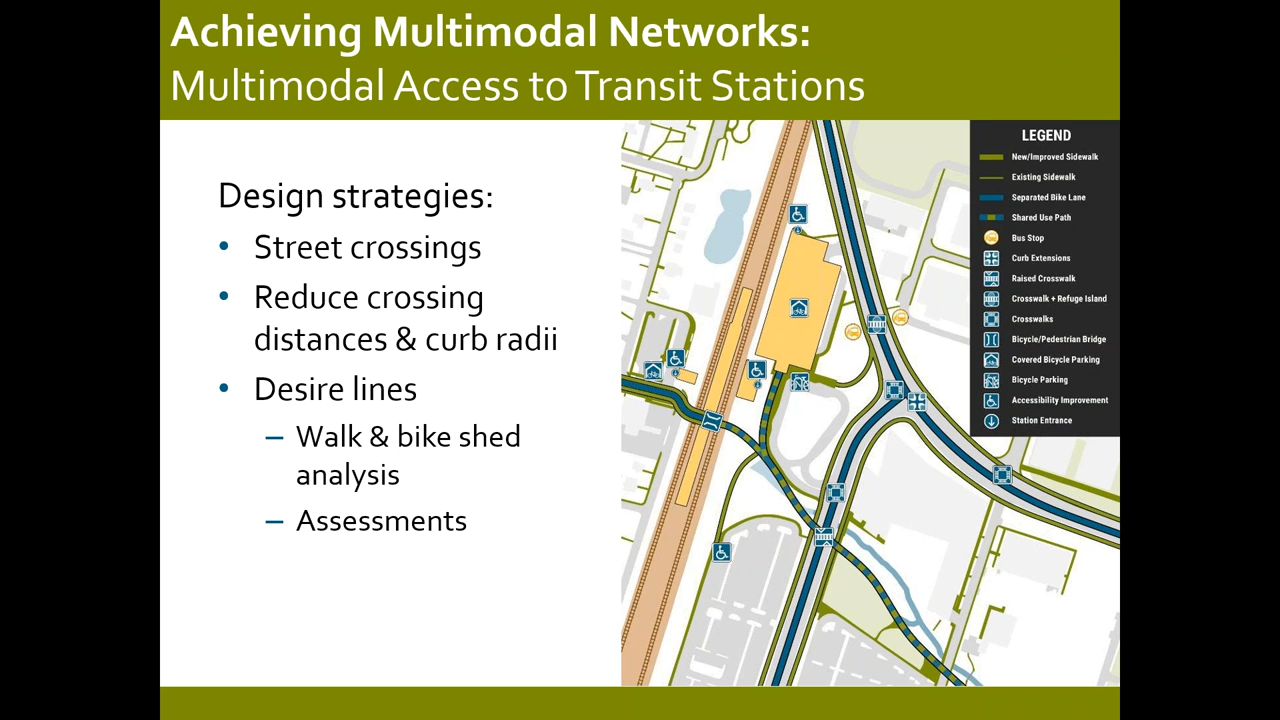 Achieving Multimodal Networks:
Multimodal Access to Transit Stations
Design strategies:
• Street crossings
• Reduce crossing
distances & curb radii
• Desire lines
– Walk & bike shed
analysis
– Assessments
LEGEND
New/Improved Sidewalk
Existing Sidewalk
Separated Bike Lane
Shared Use Path
Bus Stop
Curb Extensions
Raised Crosswalk
Crosswalk + Refuge Island
Crosswalks
Bicycle/Pedestrian Bridge
Covered Bicycle Parking
Bicycle Parking
Accessibility Improvement
Station Entrance